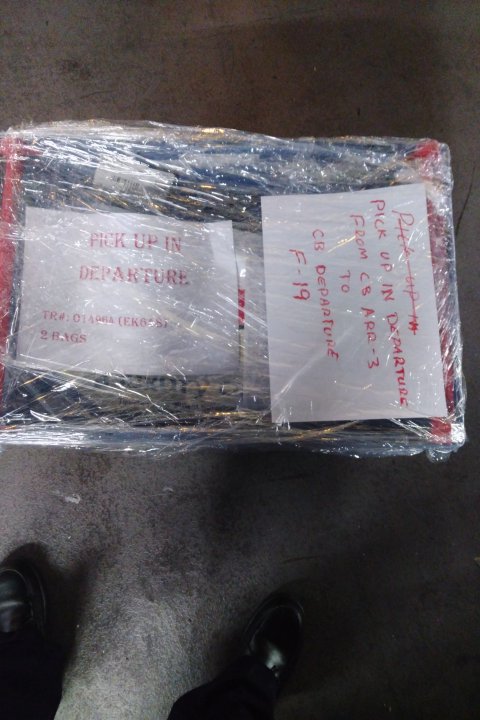 PICK UP IN
DEPARTURE
2 BAGS
PICK UP IN DEPARTURE
FROM CB ARR-3
TO
CB DEPARTURE
F-19